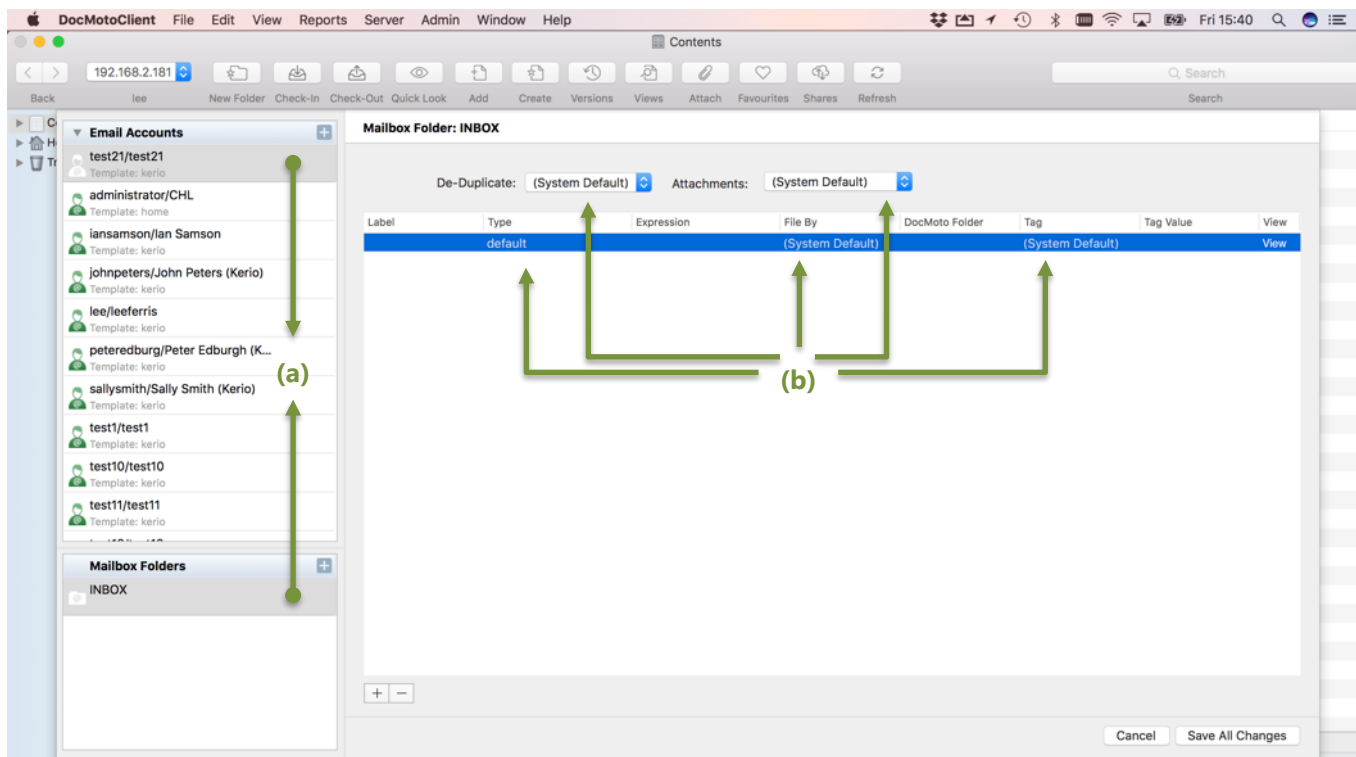 DocMotoClient File Edit View Reports Server Admin Window Help Fri 15:40
Contents
192.168.2.181 Search
Back lee New Folder Check-In Check-Out Quick Look Add Create Versions Views Attach Favourites Shares Refresh Search
Email Accounts
test21/test21
Template: kerio
administrator/CHL
Template: home
iansamson/Ian Samson
Template: kerio
johnpeters/John Peters (Kerio)
Template: kerio
lee/leeferris
Template: kerio
peteredburg/Peter Edburgh (K...
Template: kerio
sallysmith/Sally Smith (Kerio)
Template: kerio
test1/test1
Template: kerio
test10/test10
Template: kerio
test11/test11
Template: kerio
(a)
Mailbox Folders
INBOX
Mailbox Folder: INBOX
De-Duplicate: (System Default) Attachments: (System Default)
Label Type Expression File By DocMoto Folder Tag Tag Value View
default (System Default) (System Default) View
(b)
+ −
Cancel Save All Changes